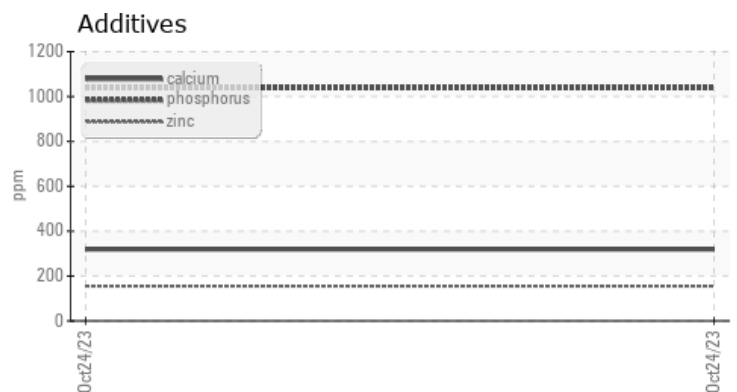 Additives
1200
1000
800
600
400
200
0
ppm
calcium
phosphorus
zinc
Oct24/23
Oct24/23